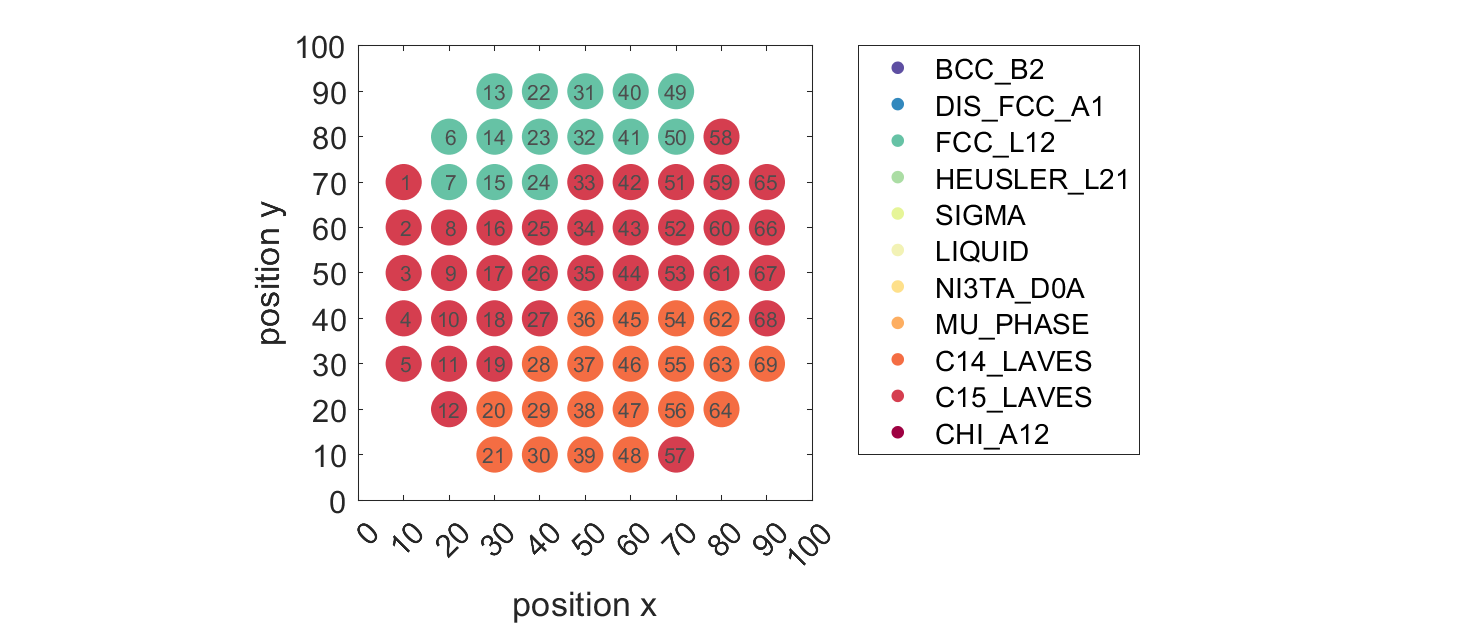 100
90
80
70
60
50
40
30
20
10
0
position y
13 22 31 40 49
6 14 23 32 41 50 58
1 7 15 24 33 42 51 59 65
2 8 16 25 34 43 52 60 66
3 9 17 26 35 44 53 61 67
4 10 18 27 36 45 54 62 68
5 11 19 28 37 46 55 63 69
12 20 29 38 47 56 64
21 30 39 48 57
0 10 20 30 40 50 60 70 80 90 100
position x
BCC_B2
DIS_FCC_A1
FCC_L12
HEUSLER_L21
SIGMA
LIQUID
NI3TA_D0A
MU_PHASE
C14_LAVES
C15_LAVES
CHI_A12